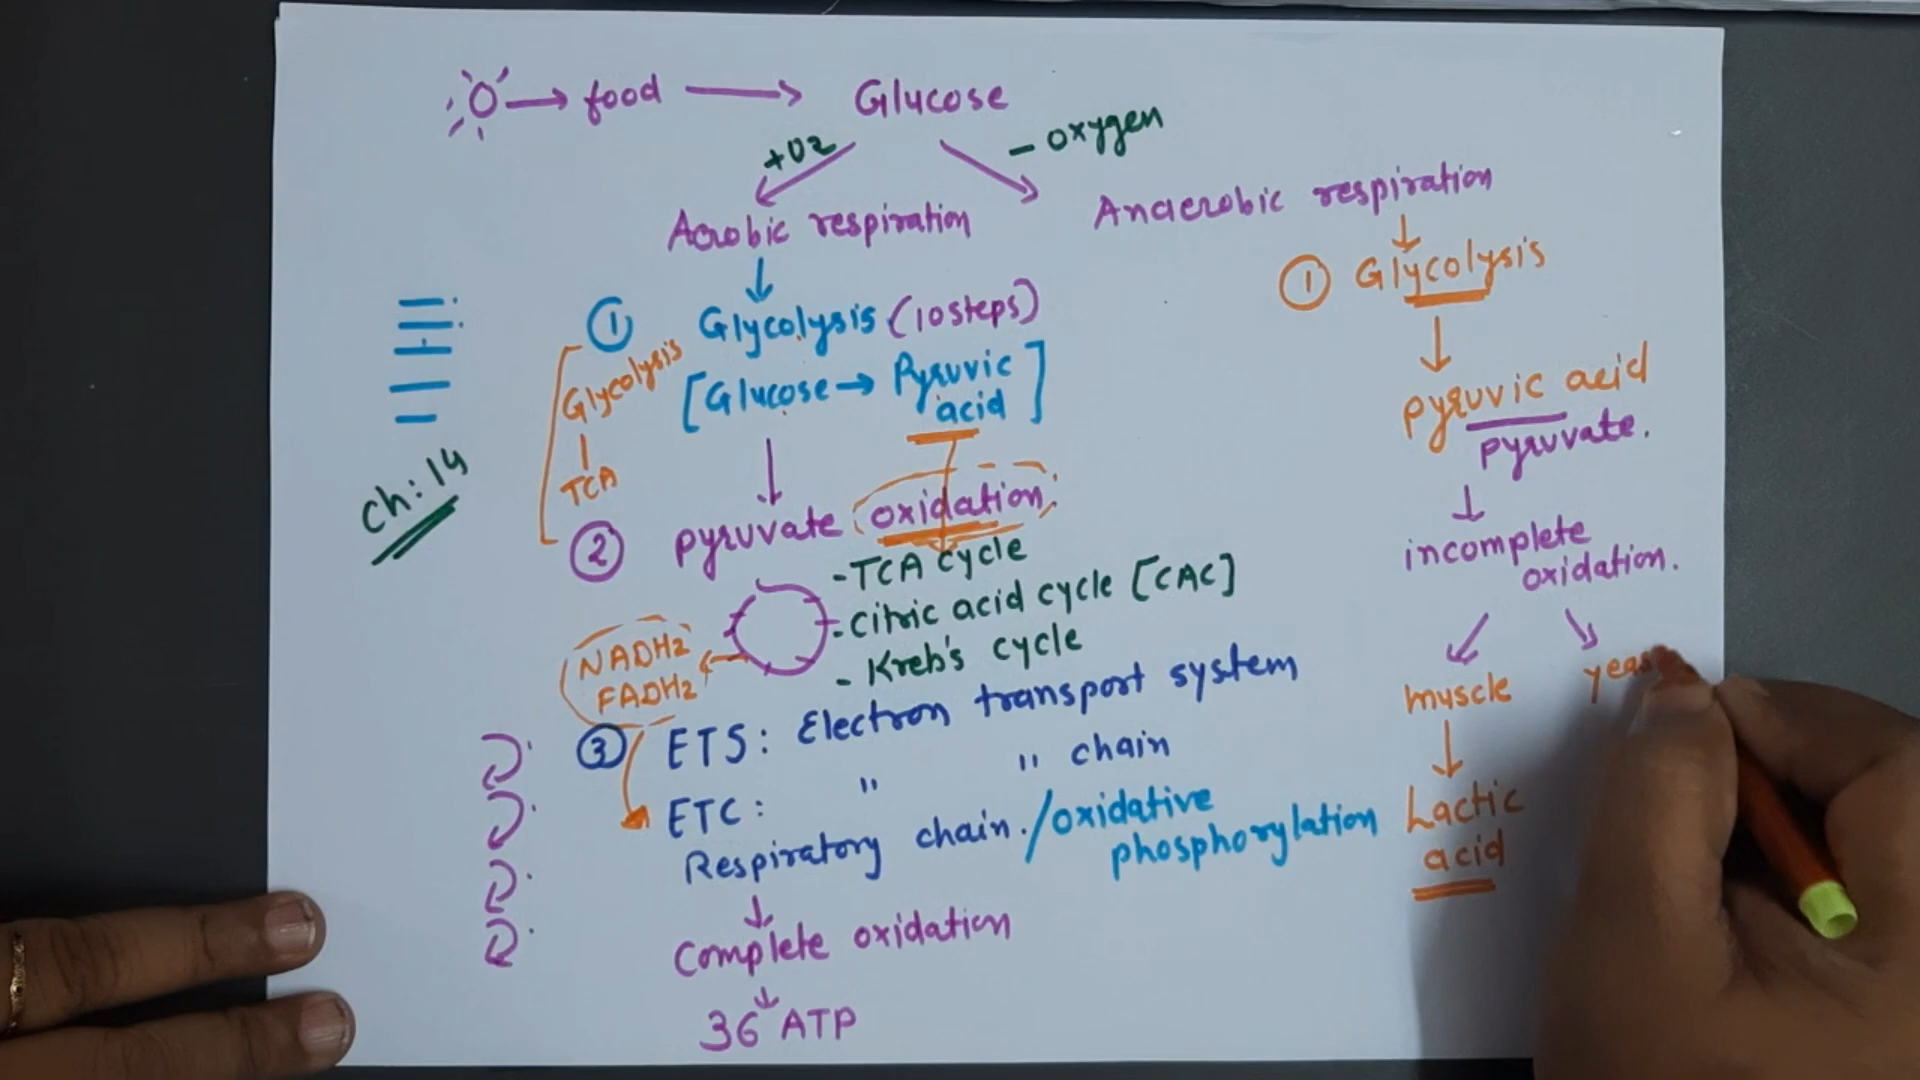 food Glucose
+O2 - oxygen
Aerobic respiration Anaerobic respiration
① Glycolysis (10steps)
[Glucose → Pyruvic
acid]
Glycolysis
TCA
Ch: 14
② pyruvate oxidation
- TCA cycle
- Citric acid cycle [CAC]
- Kreb's cycle
NADH2
FADH2
③ ETS: Electron transport system
ETC: " " chain
Respiratory chain. / oxidative
phosphorylation
Complete oxidation
36 ATP
① Glycolysis
pyruvic acid
pyruvate.
incomplete
oxidation.
muscle
Lactic
acid